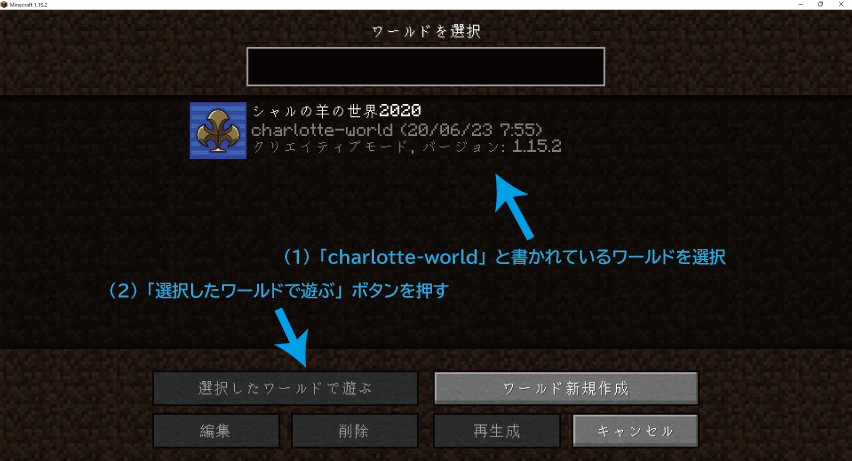 Minecraft 1.15.2
ワールドを選択
シャルの羊の世界2020
charlotte-world (20/06/23 7:55)
クリエイティブモード, バージョン: 1.15.2
(1)「charlotte-world」と書かれているワールドを選択
(2)「選択したワールドで遊ぶ」ボタンを押す
選択したワールドで遊ぶ
ワールド新規作成
編集
削除
再生成
キャンセル